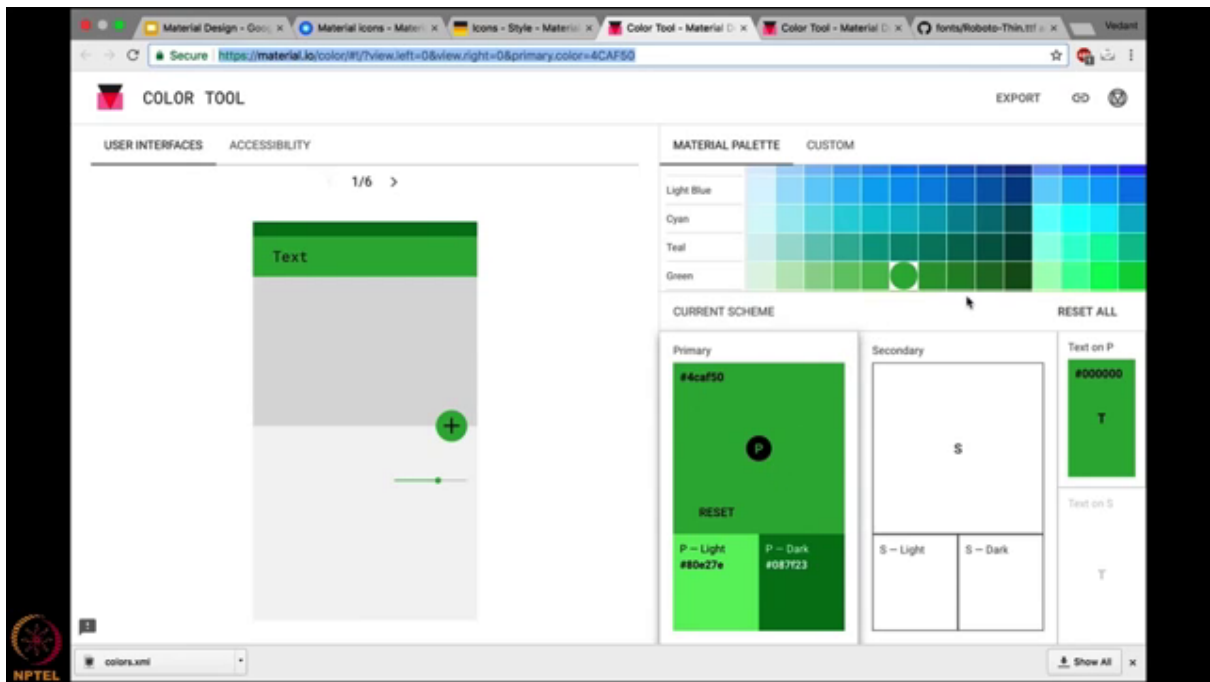 Material Design - Goo
Material icons - Materi
Icons - Style - Material
Color Tool - Material D
Color Tool - Material D
fonts/Roboto-Thin.ttf
Vedant
Secure
https://material.io/color/#!/?view.left=0&view.right=0&primary.color=4CAF50
COLOR TOOL
EXPORT
USER INTERFACES ACCESSIBILITY
MATERIAL PALETTE CUSTOM
1/6
Light Blue
Cyan
Teal
Green
Text
CURRENT SCHEME
RESET ALL
Primary
#4caf50
P
RESET
P – Light
#80e27e
P – Dark
#087f23
Secondary
S
S – Light
S – Dark
Text on P
#000000
T
Text on S
T
colors.xml
Show All
NPTEL